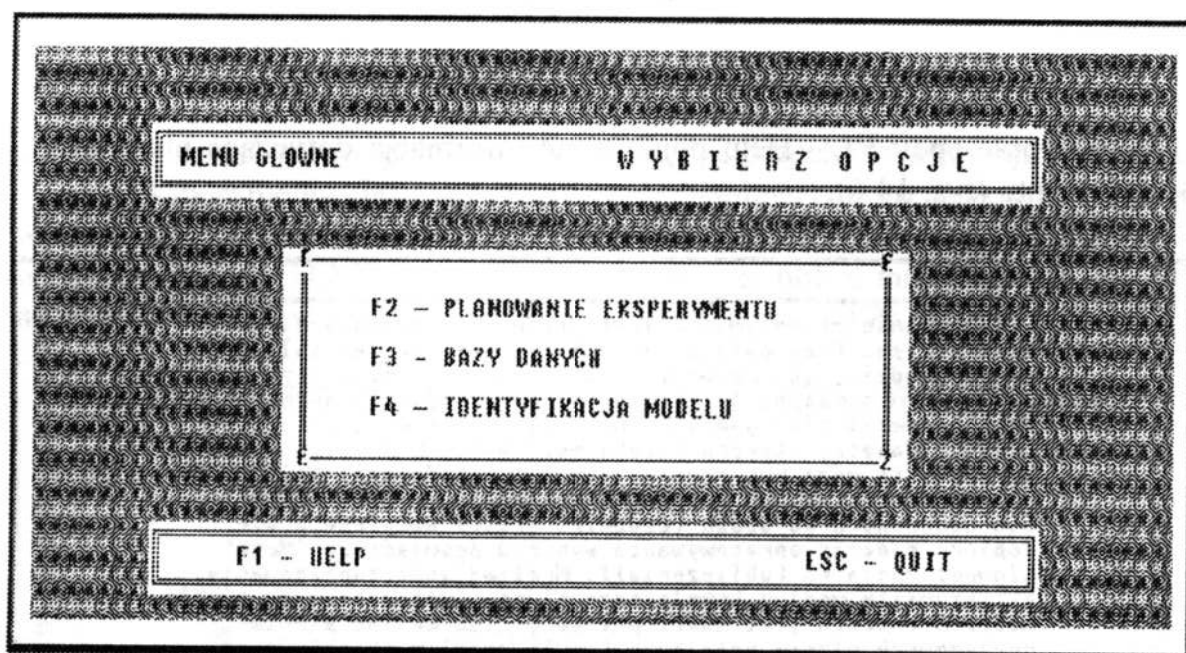 MENU GLOWNE W Y B I E R Z O P C J E
F2 - PLANOWANIE EKSPERYMENTU
F3 - BAZY DANYCH
F4 - IDENTYFIKACJA MODELU
F1 - HELP ESC - QUIT